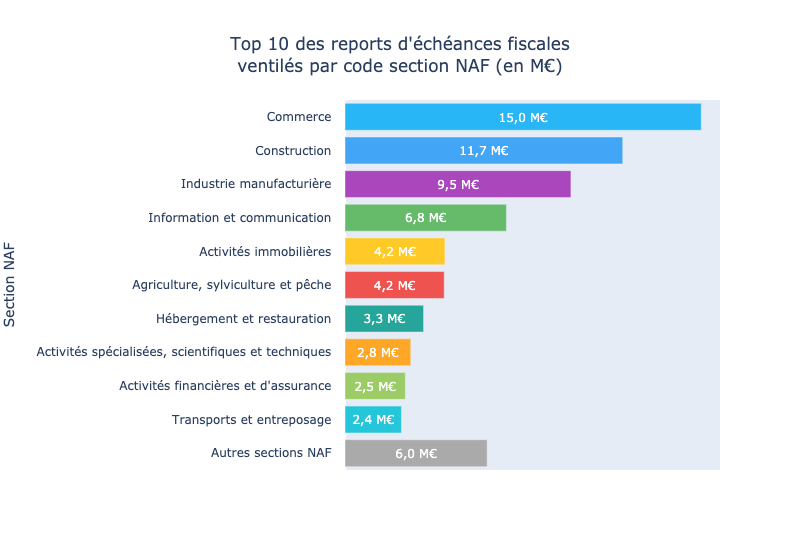 Top 10 des reports d'échéances fiscales
ventilés par code section NAF (en M€)
Section NAF
Commerce 15,0 M€
Construction 11,7 M€
Industrie manufacturière 9,5 M€
Information et communication 6,8 M€
Activités immobilières 4,2 M€
Agriculture, sylviculture et pêche 4,2 M€
Hébergement et restauration 3,3 M€
Activités spécialisées, scientifiques et techniques 2,8 M€
Activités financières et d'assurance 2,5 M€
Transports et entreposage 2,4 M€
Autres sections NAF 6,0 M€